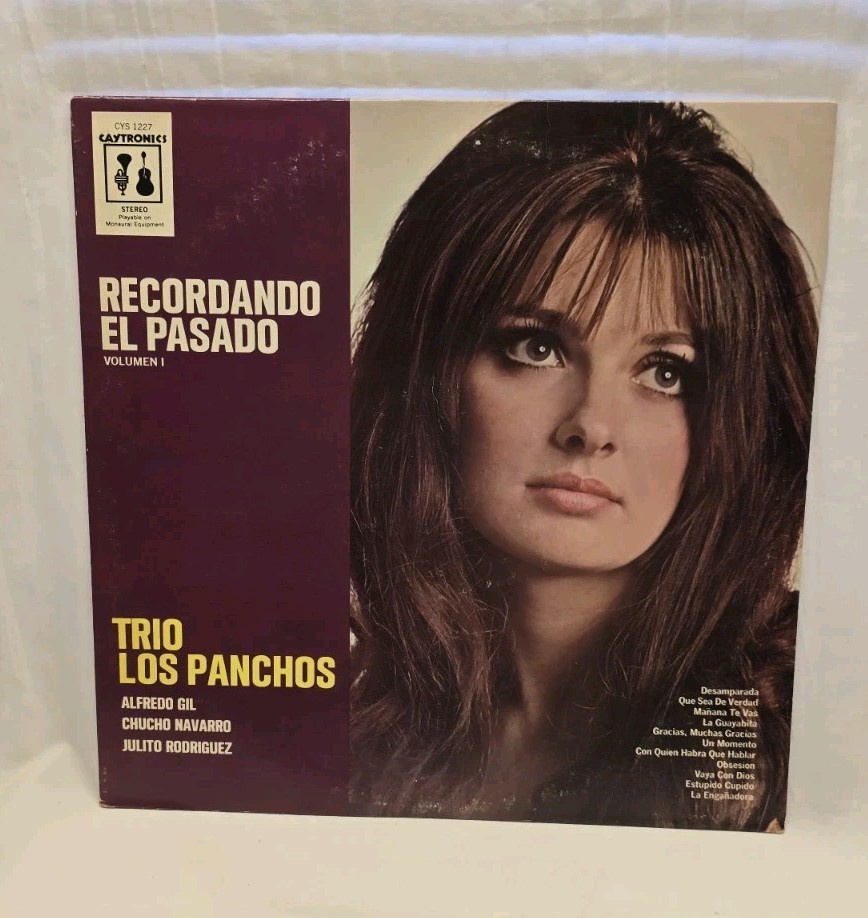 CYS 1227
CAYTRONICS
STEREO
Playable on
Monaural Equipment
RECORDANDO
EL PASADO
VOLUMEN I
TRIO
LOS PANCHOS
ALFREDO GIL
CHUCHO NAVARRO
JULITO RODRIGUEZ
Desamparada
Que Sea De Verdad
Mañana Te Vas
La Guayabita
Gracias, Muchas Gracias
Un Momento
Con Quien Habra Que Hablar
Obsesion
Vaya Con Dios
Estupido Cupido
La Engañadora